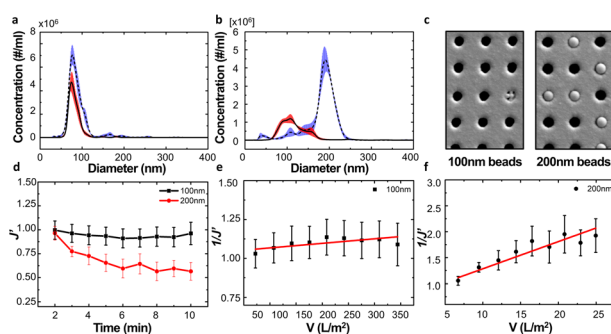 a
×10⁶
8
6
4
2
0
Concentration (#/ml)
0 100 200 300 400
Diameter (nm)
b
[×10⁶]
6
5
4
3
2
1
0
Concentration (#/ml)
0 100 200 300 400
Diameter (nm)
c
100nm beads 200nm beads
d
1.50
1.25
1.00
0.75
0.50
0.25
J'
2 4 6 8 10
Time (min)
100nm
200nm
e
1.50
1.25
1.00
0.75
1/J'
50 100 150 200 250 300 350
V (L/m²)
100nm
f
3.0
2.5
2.0
1.5
1.0
1/J'
5 10 15 20 25
V (L/m²)
200nm